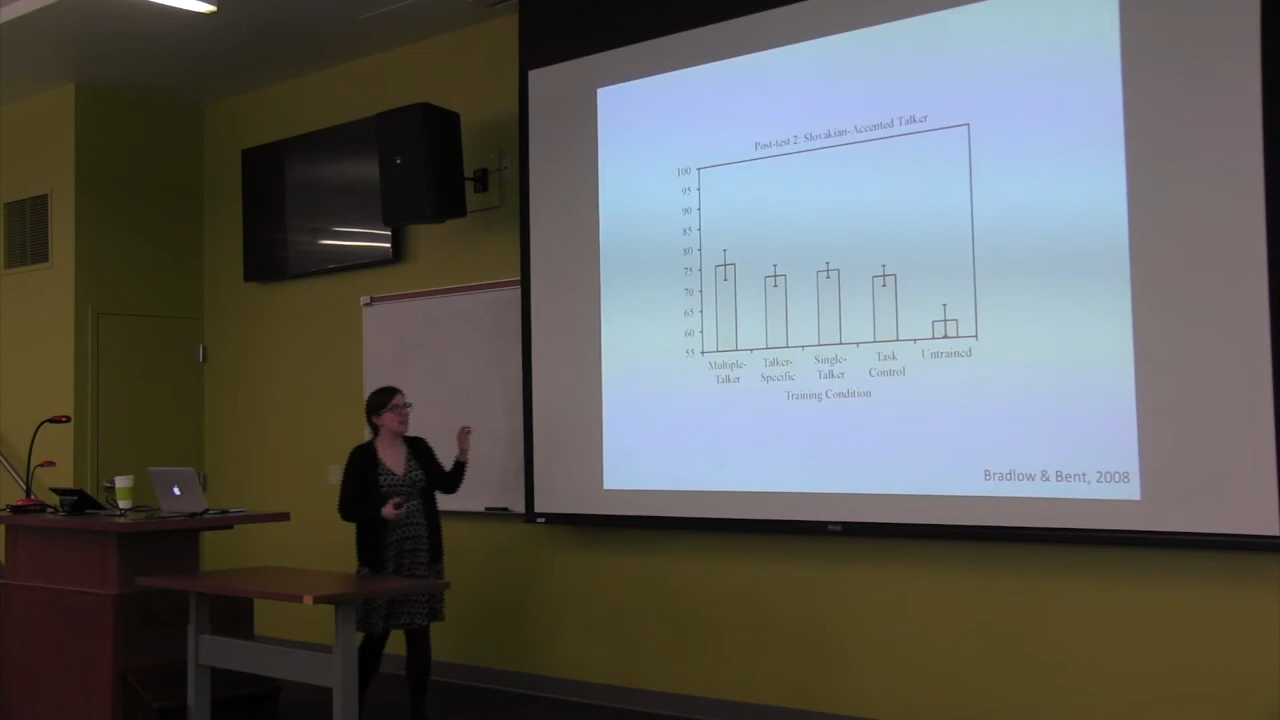 Post-test 2: Slovakian-Accented Talker
100
95
90
85
80
75
70
65
60
55
Multiple-Talker
Talker-Specific
Single-Talker
Task Control
Untrained
Training Condition
Bradlow & Bent, 2008